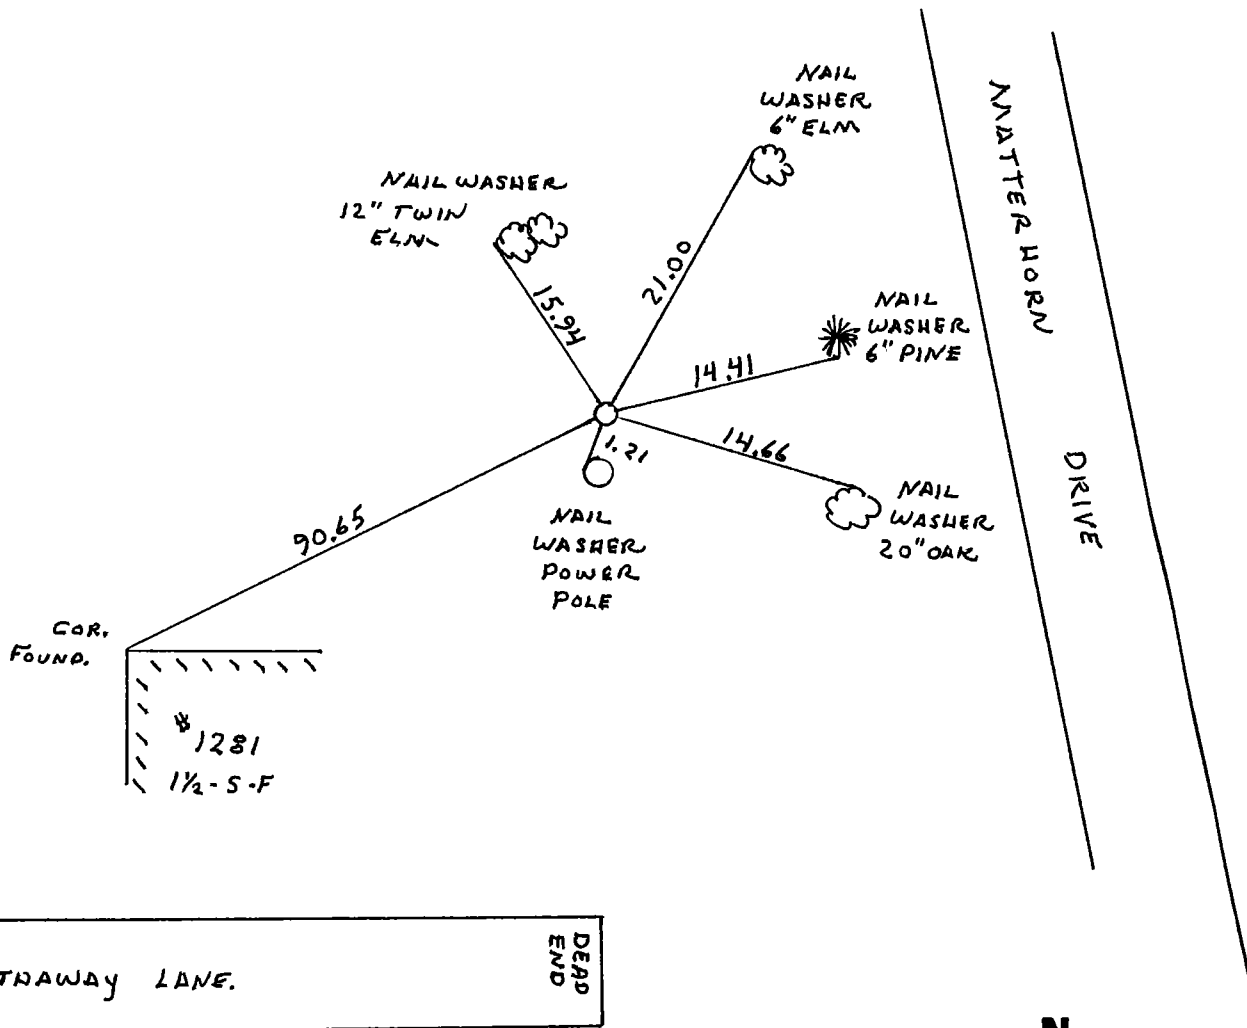 NAIL
WASHER
6" ELM
NAIL WASHER
12" TWIN
ELM
MATTERHORN
DRIVE
21.00
15.94
NAIL
WASHER
6" PINE
14.41
14.66
1.21
NAIL
WASHER
20" OAK
90.65
NAIL
WASHER
POWER
POLE
COR.
FOUND.
#1281
1½-S-F
DEAD
END
LANE.
N